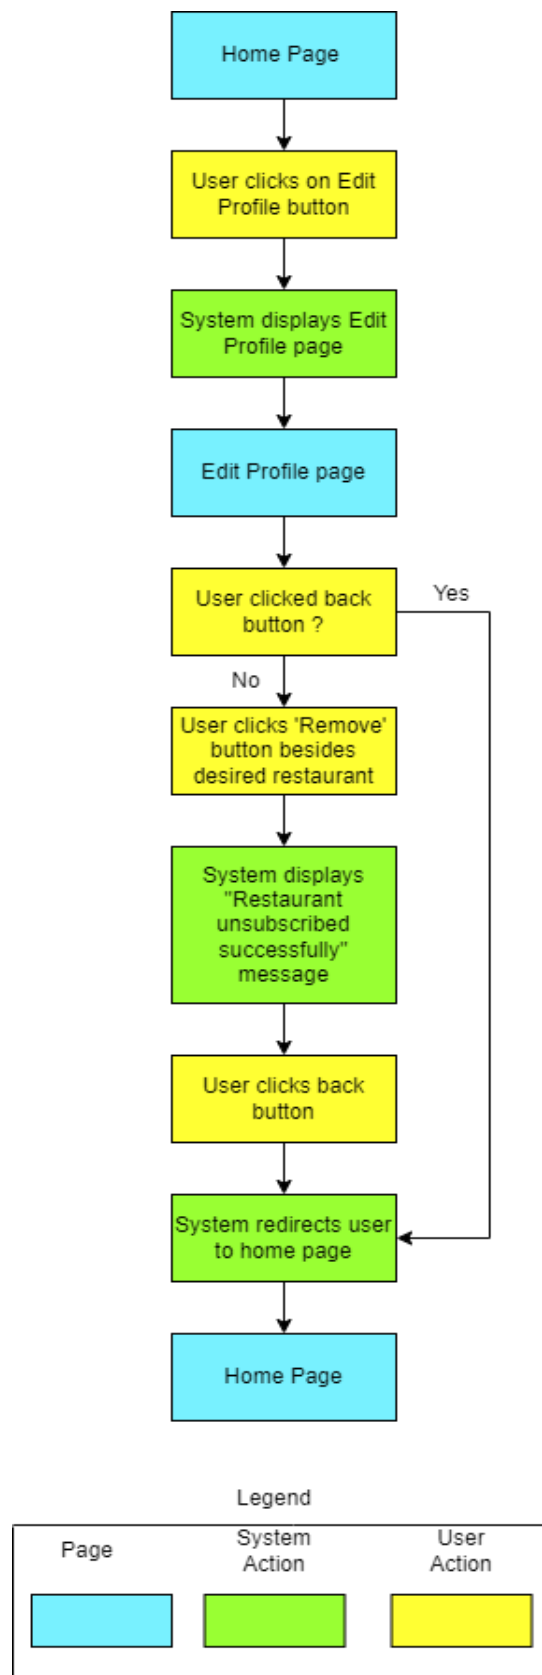 Home Page
User clicks on Edit
Profile button
System displays Edit
Profile page
Edit Profile page
User clicked back
button ?
Yes
No
User clicks 'Remove'
button besides
desired restaurant
System displays
"Restaurant
unsubscribed
successfully"
message
User clicks back
button
System redirects user
to home page
Home Page
Legend
Page
System
Action
User
Action